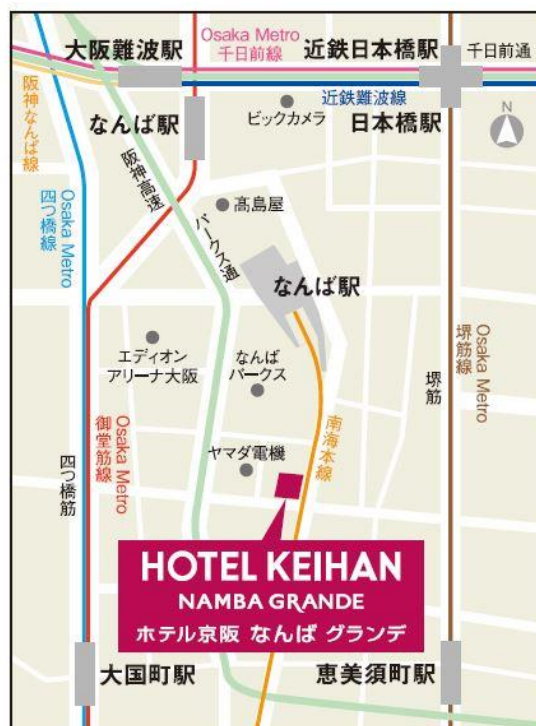 大阪難波駅
Osaka Metro
千日前線
近鉄日本橋駅
千日前通
阪神なんば線
近鉄難波線
なんば駅
ビックカメラ
日本橋駅
N
阪神高速
Osaka Metro
四つ橋線
髙島屋
パークス通
なんば駅
エディオン
アリーナ大阪
なんば
パークス
Osaka Metro
堺筋線
堺筋
南海本線
Osaka Metro
御堂筋線
四つ橋筋
ヤマダ電機
HOTEL KEIHAN
NAMBA GRANDE
ホテル京阪 なんば グランデ
大国町駅
恵美須町駅